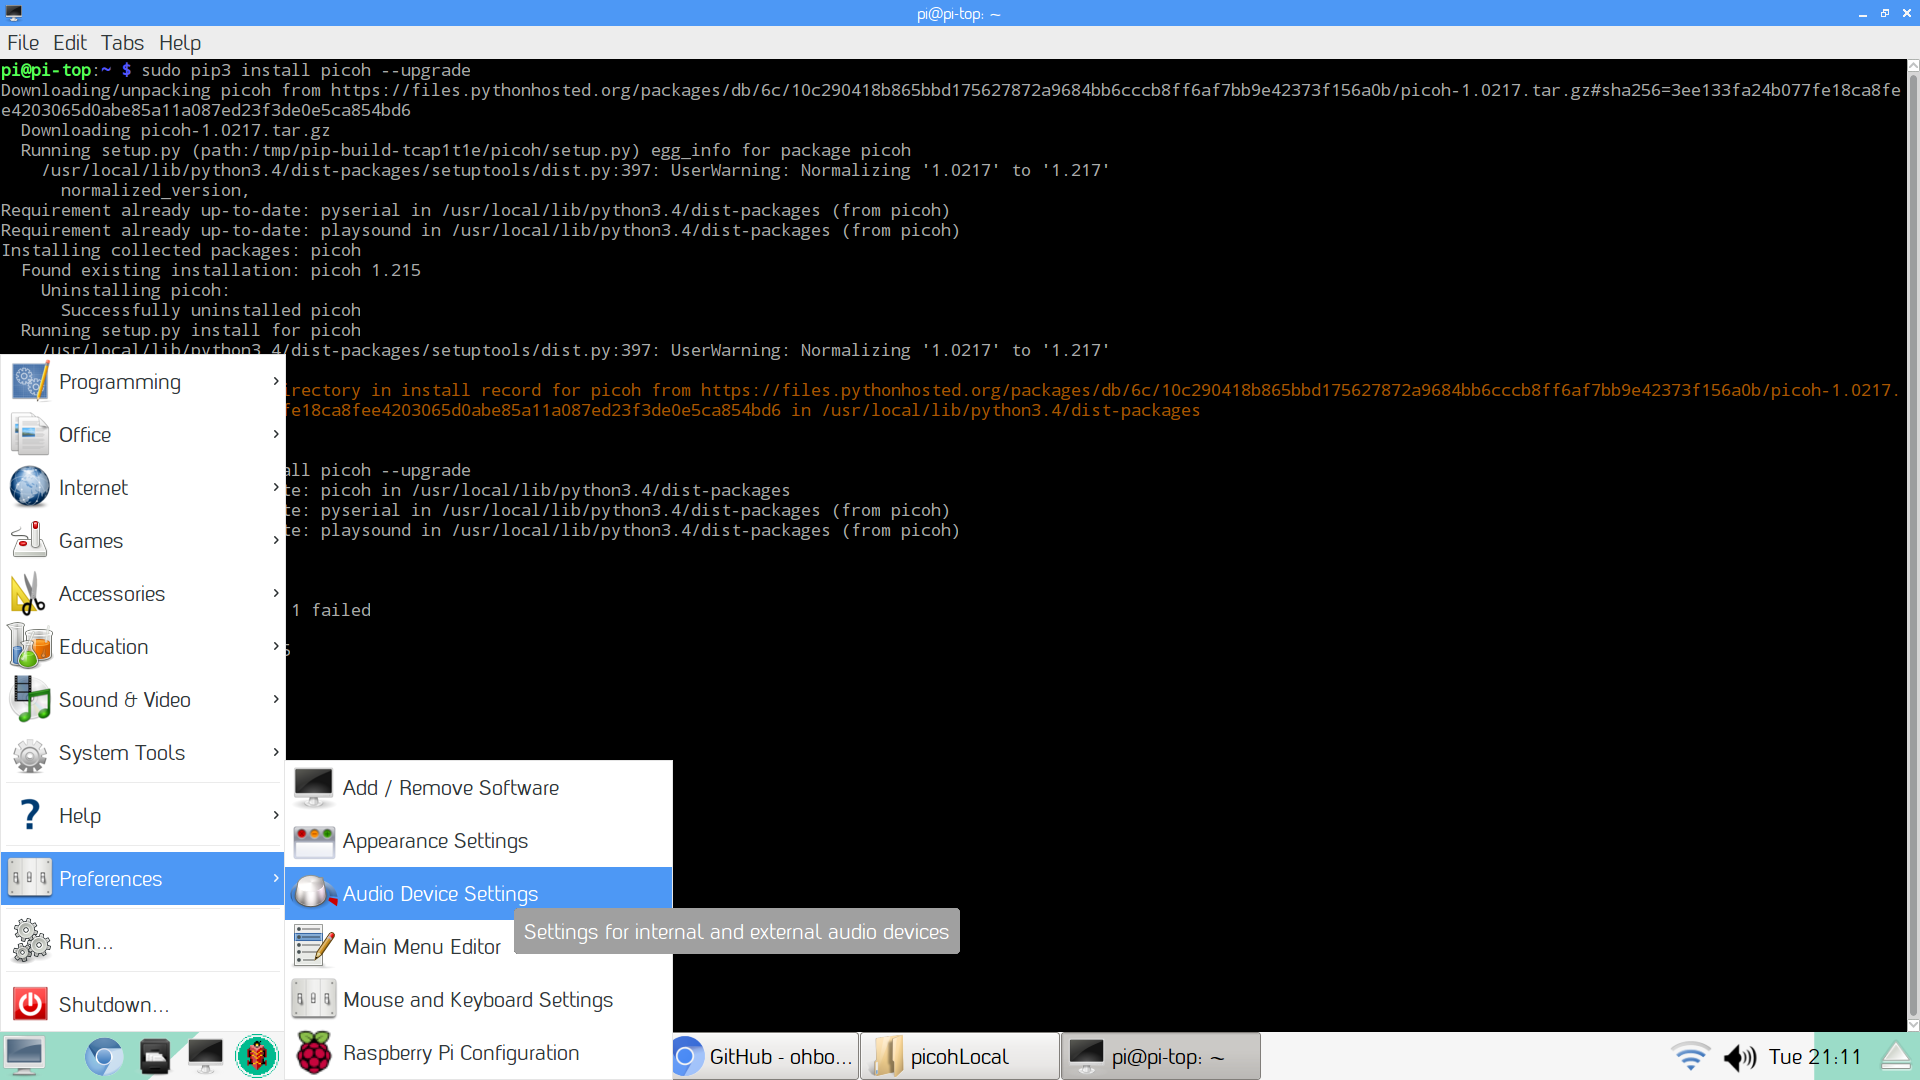 pi@pi-top: ~
File Edit Tabs Help
pi@pi-top:~ $ sudo pip3 install picoh --upgrade
Downloading/unpacking picoh from https://files.pythonhosted.org/packages/db/6c/10c290418b865bbd175627872a9684bb6cccb8ff6af7bb9e42373f156a0b/picoh-1.0217.tar.gz#sha256=3ee133fa24b077fe18ca8fe
e4203065d0abe85a11a087ed23f3de0e5ca854bd6
Downloading picoh-1.0217.tar.gz
Running setup.py (path:/tmp/pip-build-tcap1t1e/picoh/setup.py) egg_info for package picoh
/usr/local/lib/python3.4/dist-packages/setuptools/dist.py:397: UserWarning: Normalizing '1.0217' to '1.217'
normalized_version,
Requirement already up-to-date: pyserial in /usr/local/lib/python3.4/dist-packages (from picoh)
Requirement already up-to-date: playsound in /usr/local/lib/python3.4/dist-packages (from picoh)
Installing collected packages: picoh
Found existing installation: picoh 1.215
Uninstalling picoh:
Successfully uninstalled picoh
Running setup.py install for picoh
/usr/local/lib/python3.4/dist-packages/setuptools/dist.py:397: UserWarning: Normalizing '1.0217' to '1.217'
irectory in install record for picoh from https://files.pythonhosted.org/packages/db/6c/10c290418b865bbd175627872a9684bb6cccb8ff6af7bb9e42373f156a0b/picoh-1.0217.
fe18ca8fee4203065d0abe85a11a087ed23f3de0e5ca854bd6 in /usr/local/lib/python3.4/dist-packages
all picoh --upgrade
te: picoh in /usr/local/lib/python3.4/dist-packages
te: pyserial in /usr/local/lib/python3.4/dist-packages (from picoh)
te: playsound in /usr/local/lib/python3.4/dist-packages (from picoh)
1 failed
Programming
Office
Internet
Games
Accessories
Education
Sound & Video
System Tools
Help
Preferences
Run...
Shutdown...
Add / Remove Software
Appearance Settings
Audio Device Settings
Settings for internal and external audio devices
Main Menu Editor
Mouse and Keyboard Settings
Raspberry Pi Configuration
GitHub - ohbo...
picohLocal
pi@pi-top: ~
Tue 21:11